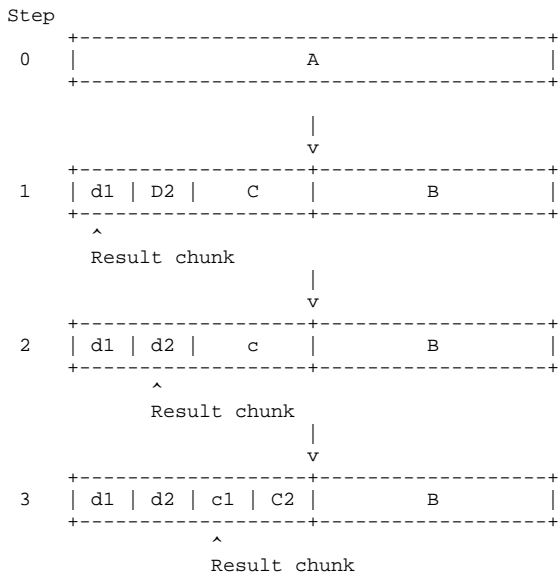 Step
0 A
1 d1 D2 C B
Result chunk
2 d1 d2 c B
Result chunk
3 d1 d2 c1 C2 B
Result chunk